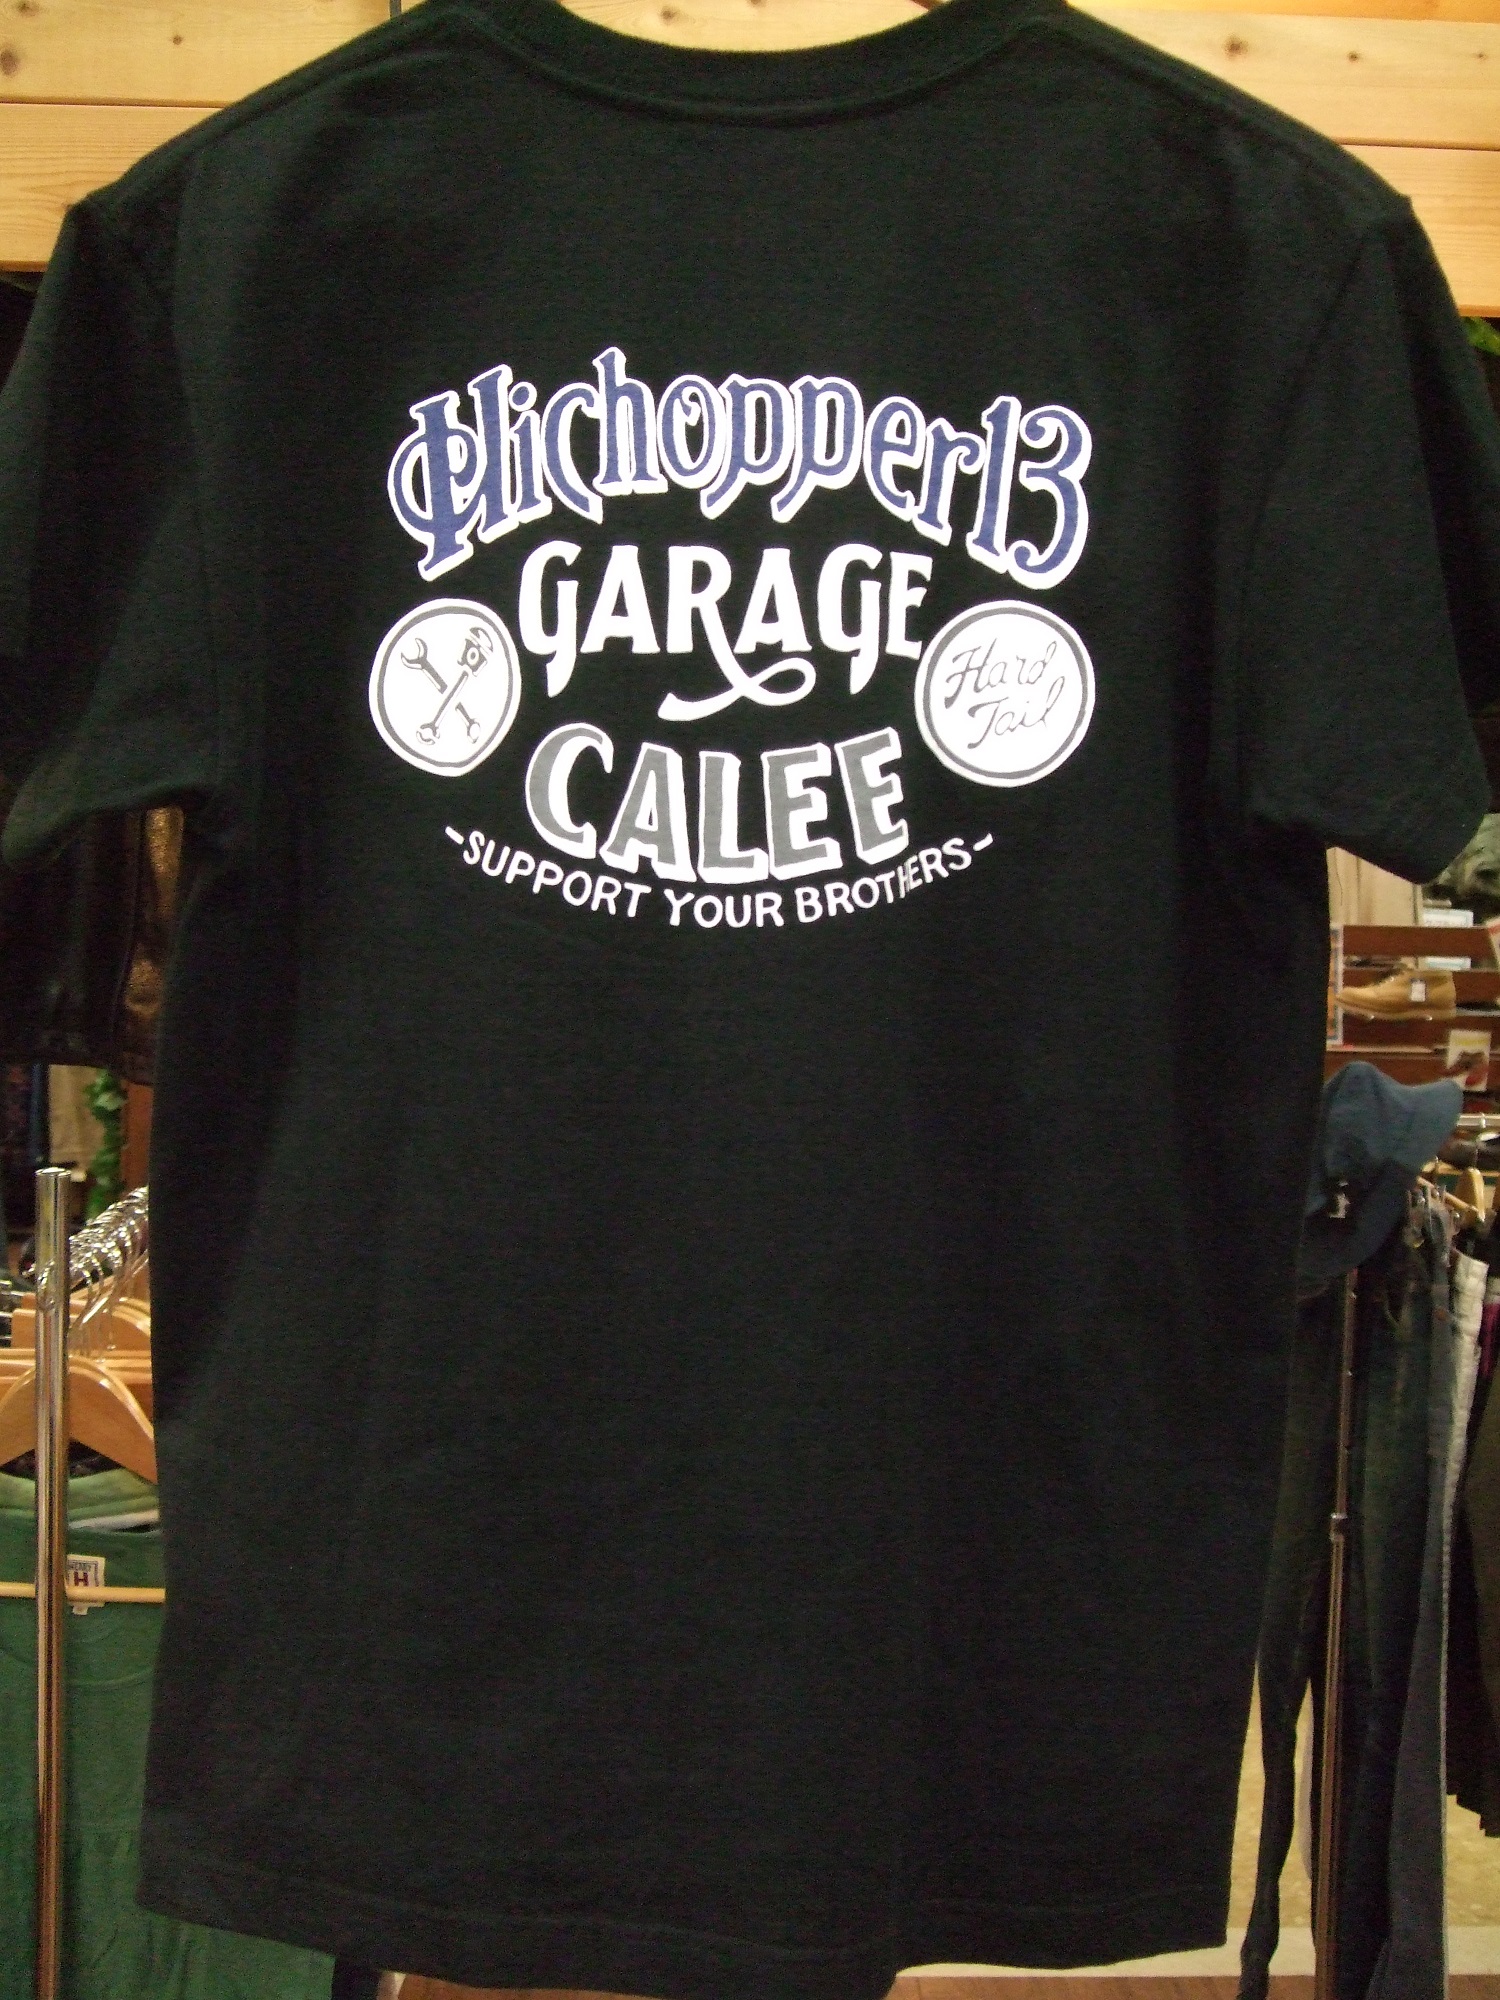 Hichopper13
GARAGE
Hard
Tail
CALEE
-SUPPORT YOUR BROTHERS-
H